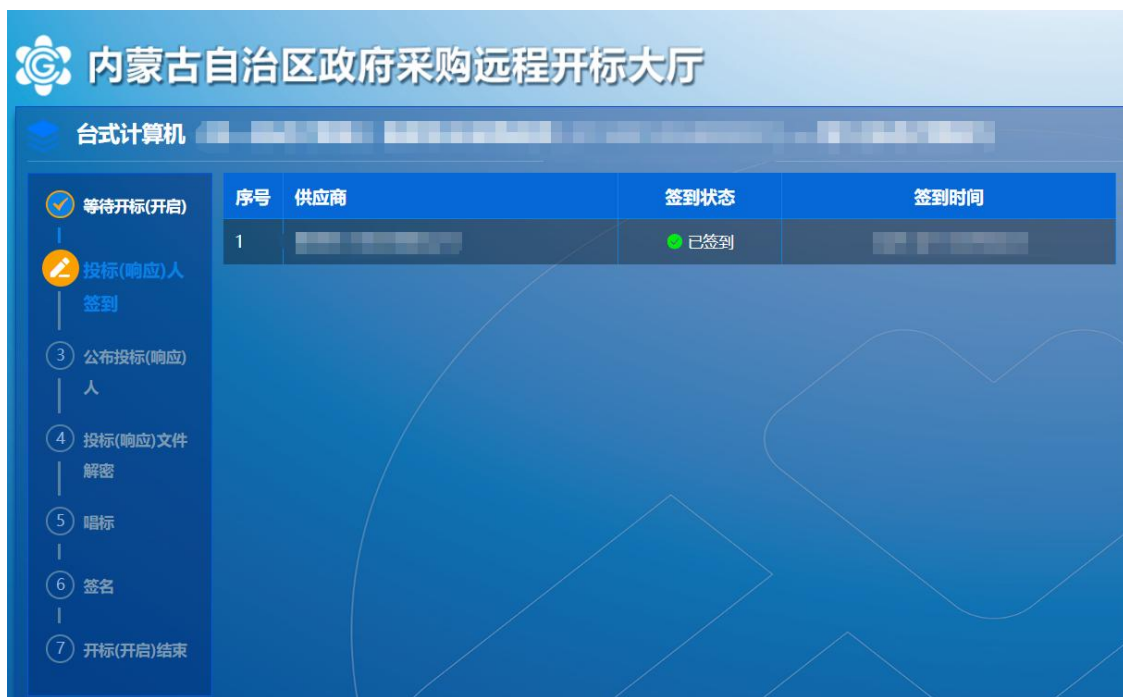 内蒙古自治区政府采购远程开标大厅
台式计算机
等待开标(开启)
投标(响应)人
签到
3 公布投标(响应)
人
4 投标(响应)文件
解密
5 唱标
6 签名
7 开标(开启)结束
序号 供应商 签到状态 签到时间
1 已签到